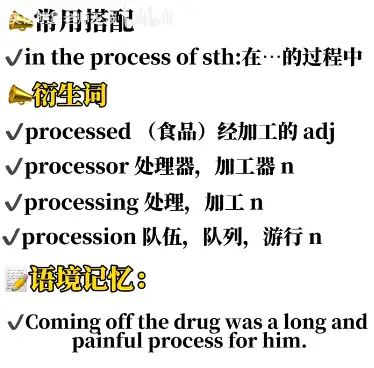 常用搭配
✓in the process of sth:在…的过程中
衍生词
✓processed （食品）经加工的 adj
✓processor 处理器，加工器 n
✓processing 处理，加工 n
✓procession 队伍，队列，游行 n
语境记忆：
✓Coming off the drug was a long and
painful process for him.